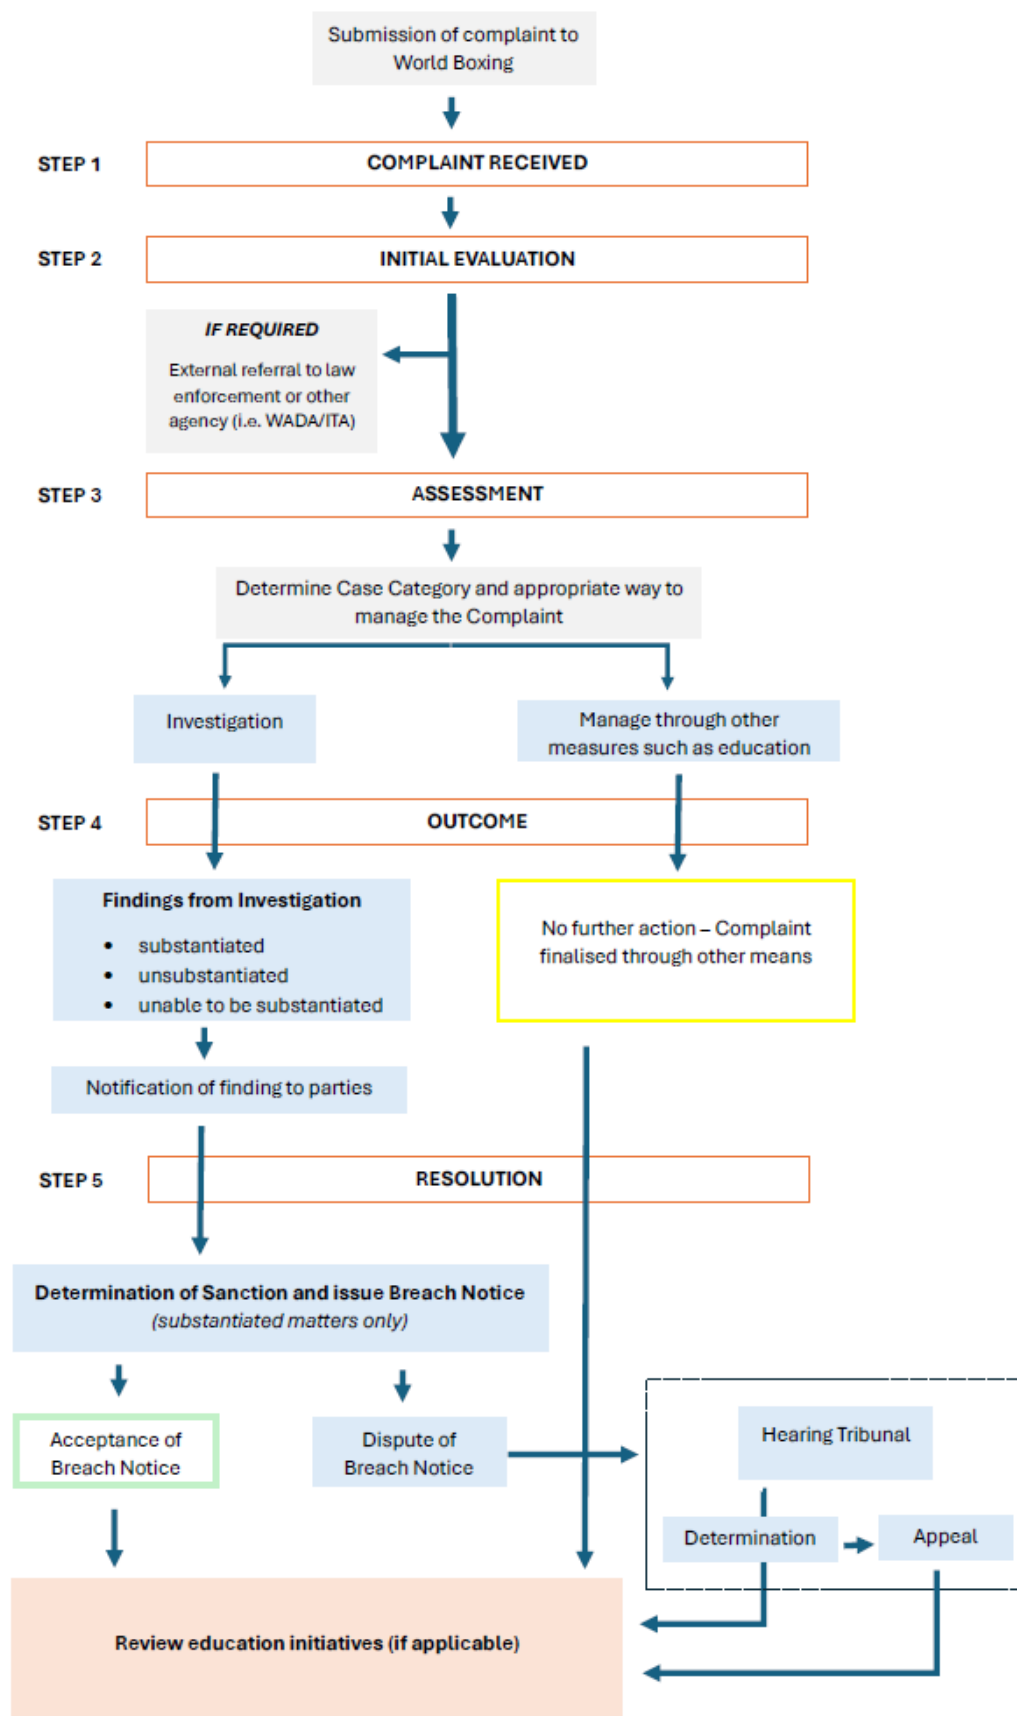 Submission of complaint to
World Boxing
STEP 1
COMPLAINT RECEIVED
STEP 2
INITIAL EVALUATION
IF REQUIRED
External referral to law
enforcement or other
agency (i.e. WADA/ITA)
STEP 3
ASSESSMENT
Determine Case Category and appropriate way to
manage the Complaint
Investigation
Manage through other
measures such as education
STEP 4
OUTCOME
Findings from Investigation
• substantiated
• unsubstantiated
• unable to be substantiated
No further action – Complaint
finalised through other means
Notification of finding to parties
STEP 5
RESOLUTION
Determination of Sanction and issue Breach Notice
(substantiated matters only)
Acceptance of
Breach Notice
Dispute of
Breach Notice
Hearing Tribunal
Determination
Appeal
Review education initiatives (if applicable)